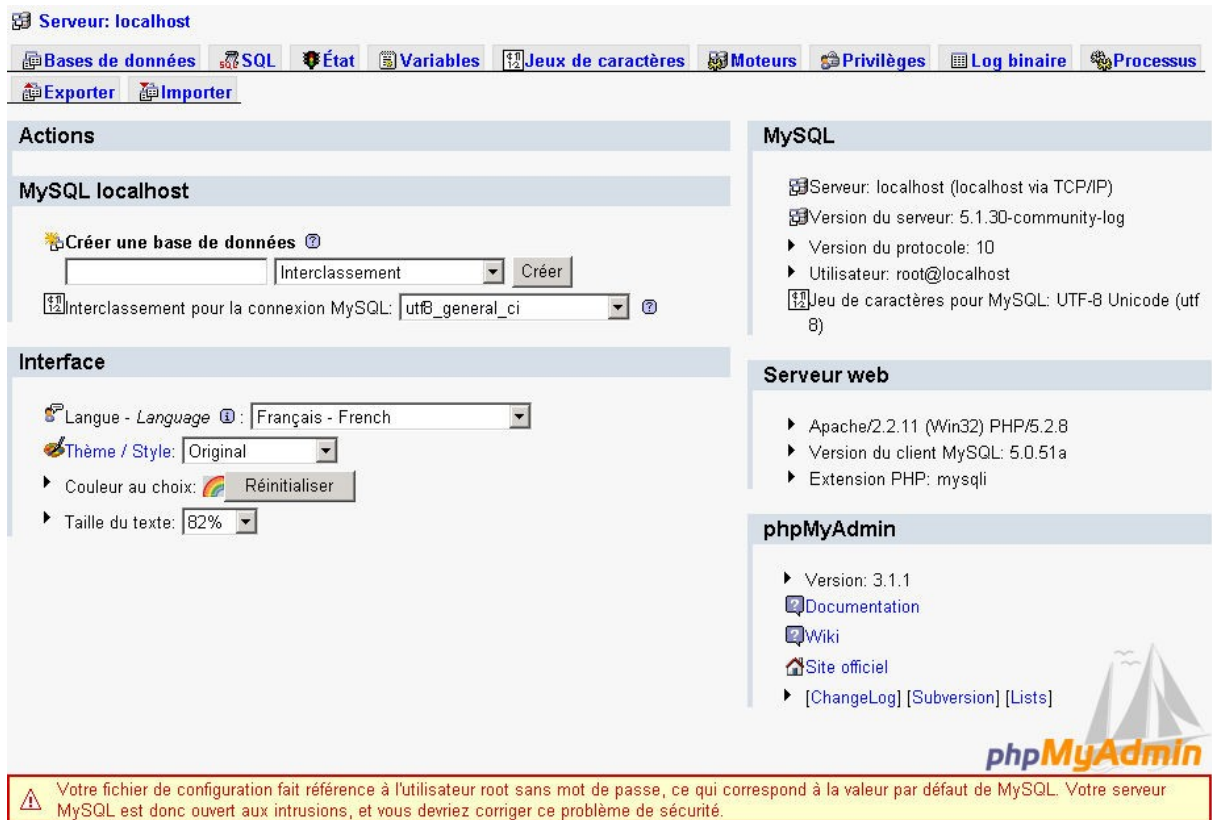 Serveur: localhost
Bases de données SQL État Variables Jeux de caractères Moteurs Privilèges Log binaire Processus
Exporter Importer
Actions
MySQL localhost
Créer une base de données
Interclassement Créer
Interclassement pour la connexion MySQL: utf8_general_ci
Interface
Langue - Language : Français - French
Thème / Style: Original
Couleur au choix: Réinitialiser
Taille du texte: 82%
MySQL
Serveur: localhost (localhost via TCP/IP)
Version du serveur: 5.1.30-community-log
Version du protocole: 10
Utilisateur: root@localhost
Jeu de caractères pour MySQL: UTF-8 Unicode (utf
8)
Serveur web
Apache/2.2.11 (Win32) PHP/5.2.8
Version du client MySQL: 5.0.51a
Extension PHP: mysqli
phpMyAdmin
Version: 3.1.1
Documentation
Wiki
Site officiel
[ChangeLog] [Subversion] [Lists]
phpMyAdmin
Votre fichier de configuration fait référence à l'utilisateur root sans mot de passe, ce qui correspond à la valeur par défaut de MySQL. Votre serveur
MySQL est donc ouvert aux intrusions, et vous devriez corriger ce problème de sécurité.